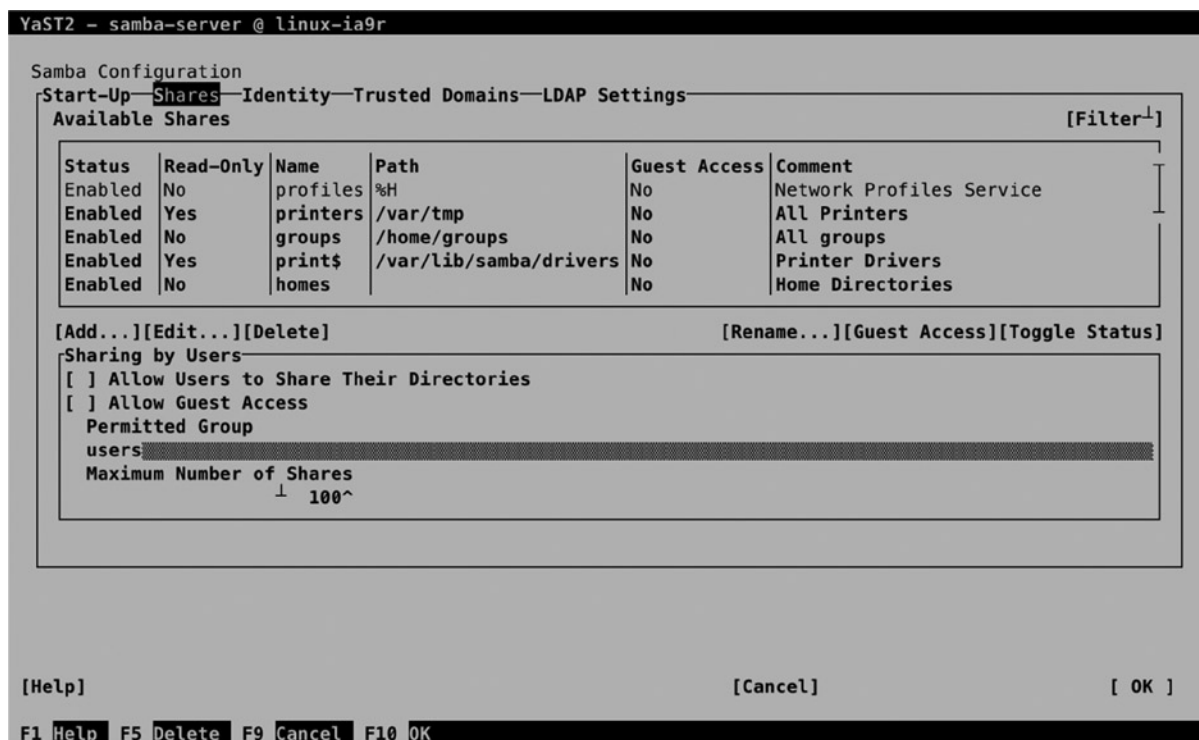 YaST2 - samba-server @ linux-ia9r
Samba Configuration
Start-Up Shares Identity Trusted Domains LDAP Settings
Available Shares [Filter]
Status Read-Only Name Path Guest Access Comment
Enabled No profiles %H No Network Profiles Service
Enabled Yes printers /var/tmp No All Printers
Enabled No groups /home/groups No All groups
Enabled Yes print$ /var/lib/samba/drivers No Printer Drivers
Enabled No homes No Home Directories
[Add...][Edit...][Delete] [Rename...][Guest Access][Toggle Status]
Sharing by Users
[ ] Allow Users to Share Their Directories
[ ] Allow Guest Access
Permitted Group
users
Maximum Number of Shares
100^
[Help] [Cancel] [ OK ]
F1 Help F5 Delete F9 Cancel F10 OK